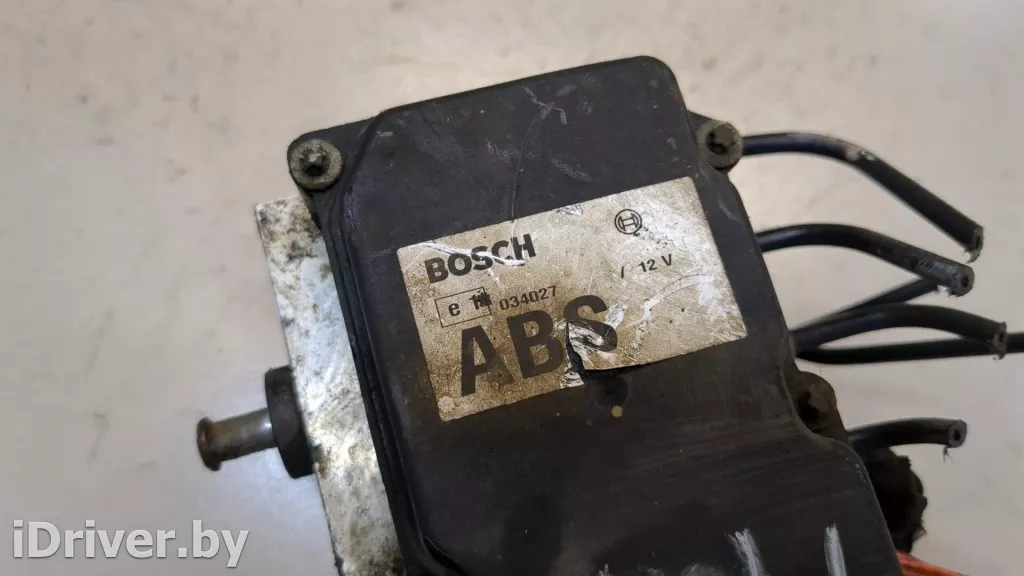 BOSCH
/ 12 V
e 034027
ABS
iDriver.by